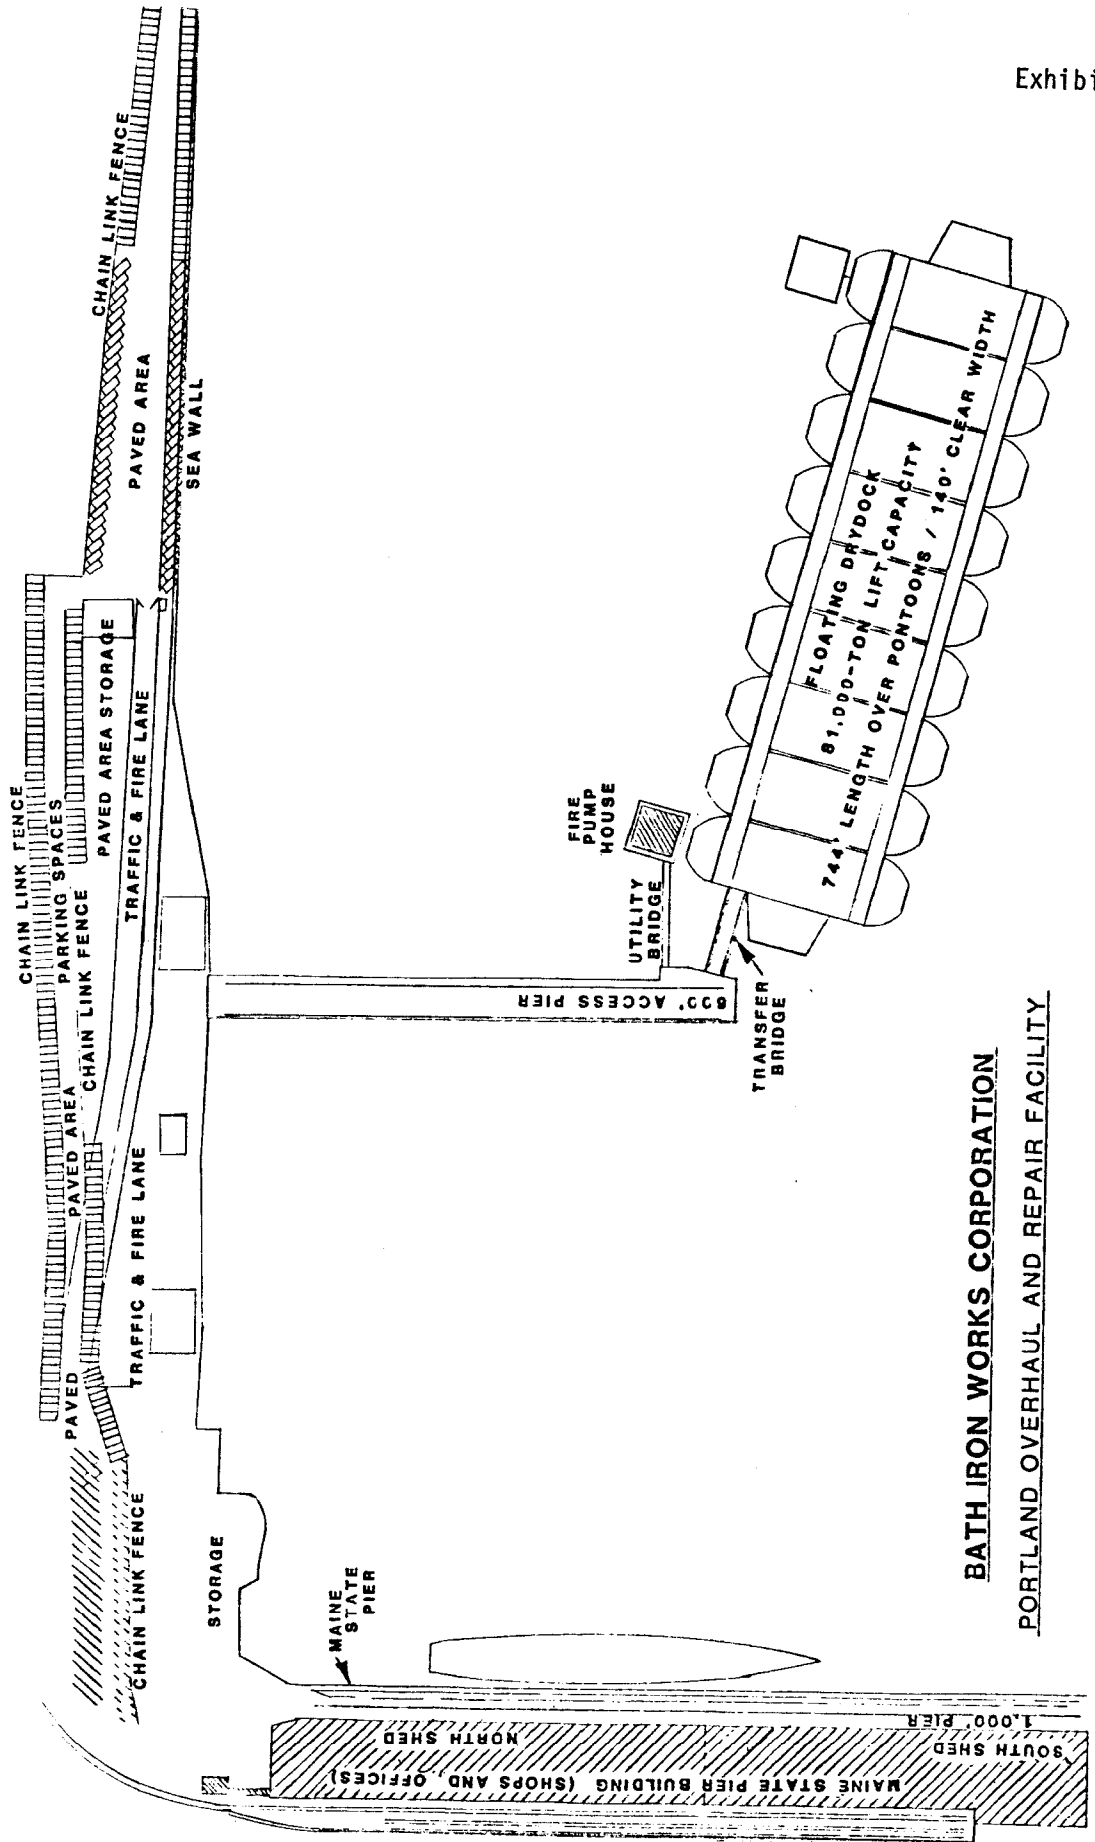 Exhibi
CHAIN LINK FENCE
PAVED AREA
SEA WALL
CHAIN LINK FENCE
PARKING SPACES
CHAIN LINK FENCE
PAVED AREA STORAGE
TRAFFIC & FIRE LANE
PAVED AREA
PAVED
TRAFFIC & FIRE LANE
CHAIN LINK FENCE
STORAGE
MAINE
STATE
PIER
1,000' PIER
NORTH SHED
SOUTH SHED
MAINE STATE PIER BUILDING (SHOPS AND OFFICES)
ACCESS PIER
UTILITY
BRIDGE
FIRE
PUMP
HOUSE
TRANSFER
BRIDGE
FLOATING DRYDOCK
81,000-TON LIFT CAPACITY
744' LENGTH OVER PONTOONS / 140' CLEAR WIDTH
BATH IRON WORKS CORPORATION
PORTLAND OVERHAUL AND REPAIR FACILITY